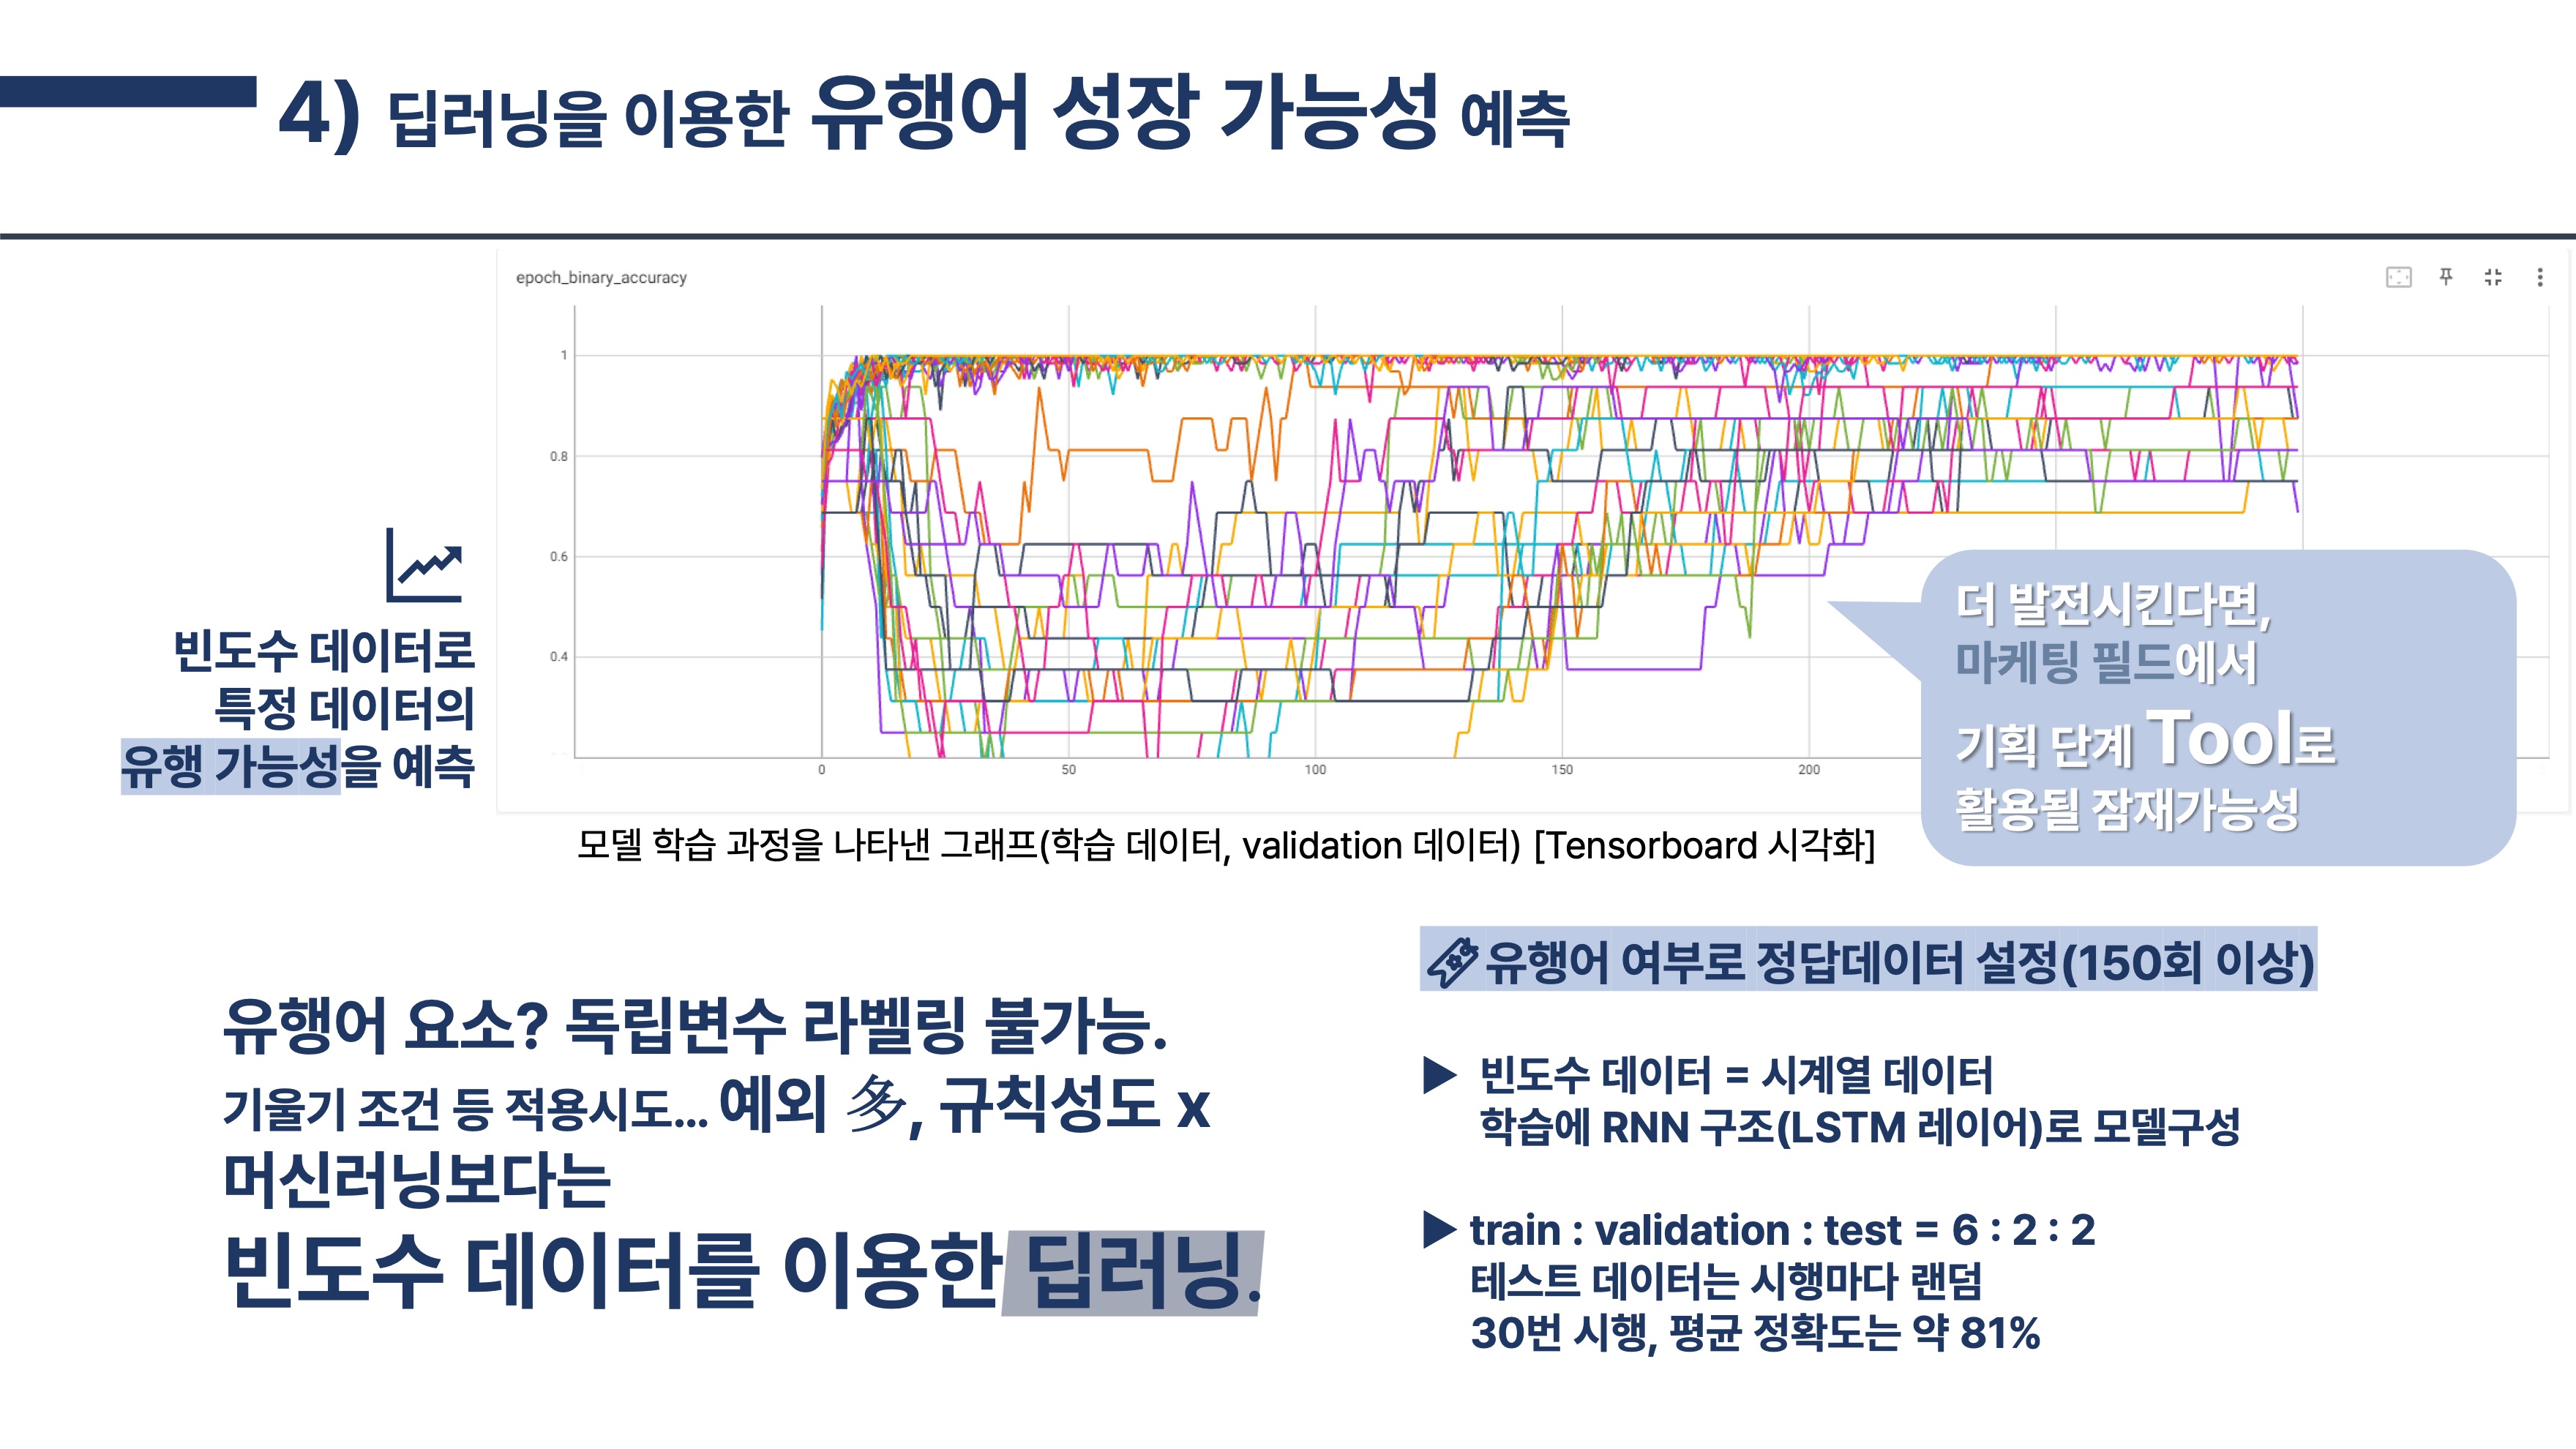 4) 딥러닝을 이용한 유행어 성장 가능성 예측
epoch_binary_accuracy
1
0.8
0.6
0.4
0
50
100
150
200
모델 학습 과정을 나타낸 그래프(학습 데이터, validation 데이터) [Tensorboard 시각화]
빈도수 데이터로
특정 데이터의
유행 가능성을 예측
더 발전시킨다면,
마케팅 필드에서
기획 단계 Tool로
활용될 잠재가능성
유행어 요소? 독립변수 라벨링 불가능.
기울기 조건 등 적용시도... 예외 多, 규칙성도 x
머신러닝보다는
빈도수 데이터를 이용한 딥러닝.
유행어 여부로 정답데이터 설정(150회 이상)
▶ 빈도수 데이터 = 시계열 데이터
학습에 RNN 구조(LSTM 레이어)로 모델구성
▶ train : validation : test = 6 : 2 : 2
테스트 데이터는 시행마다 랜덤
30번 시행, 평균 정확도는 약 81%